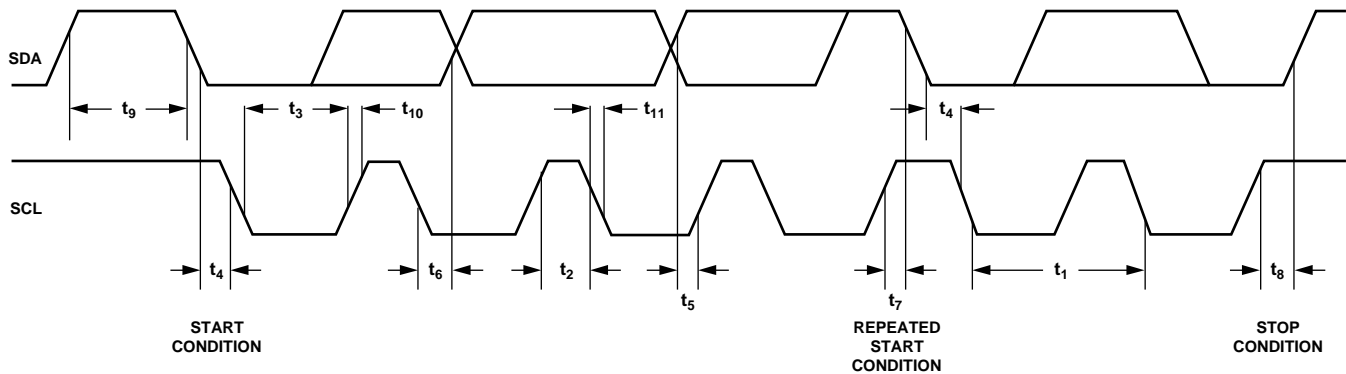 SDA
t9
t3
t10
t11
t4
SCL
t4
t6
t2
t5
t7
t1
t8
START
CONDITION
REPEATED
START
CONDITION
STOP
CONDITION